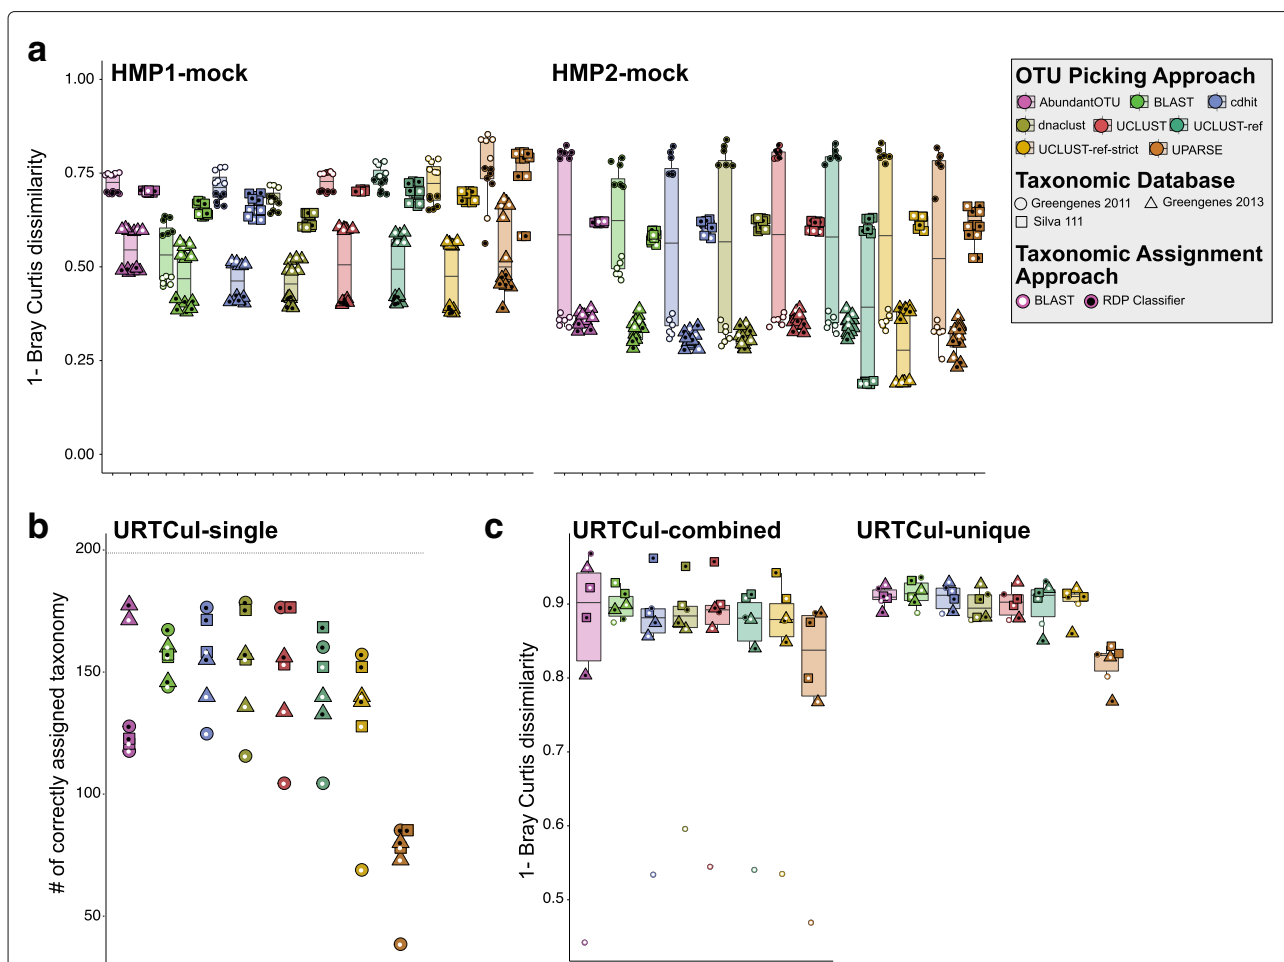 a
HMP1-mock
HMP2-mock
1.00
0.75
0.50
0.25
0.00
1- Bray Curtis dissimilarity
OTU Picking Approach
AbundantOTU BLAST cdhit
dnaclust UCLUST UCLUST-ref
UCLUST-ref-strict UPARSE
Taxonomic Database
Greengenes 2011 Greengenes 2013
Silva 111
Taxonomic Assignment
Approach
BLAST RDP Classifier
b
URTCul-single
200
150
100
50
# of correctly assigned taxonomy
c
URTCul-combined
URTCul-unique
0.9
0.8
0.7
0.6
0.5
1- Bray Curtis dissimilarity